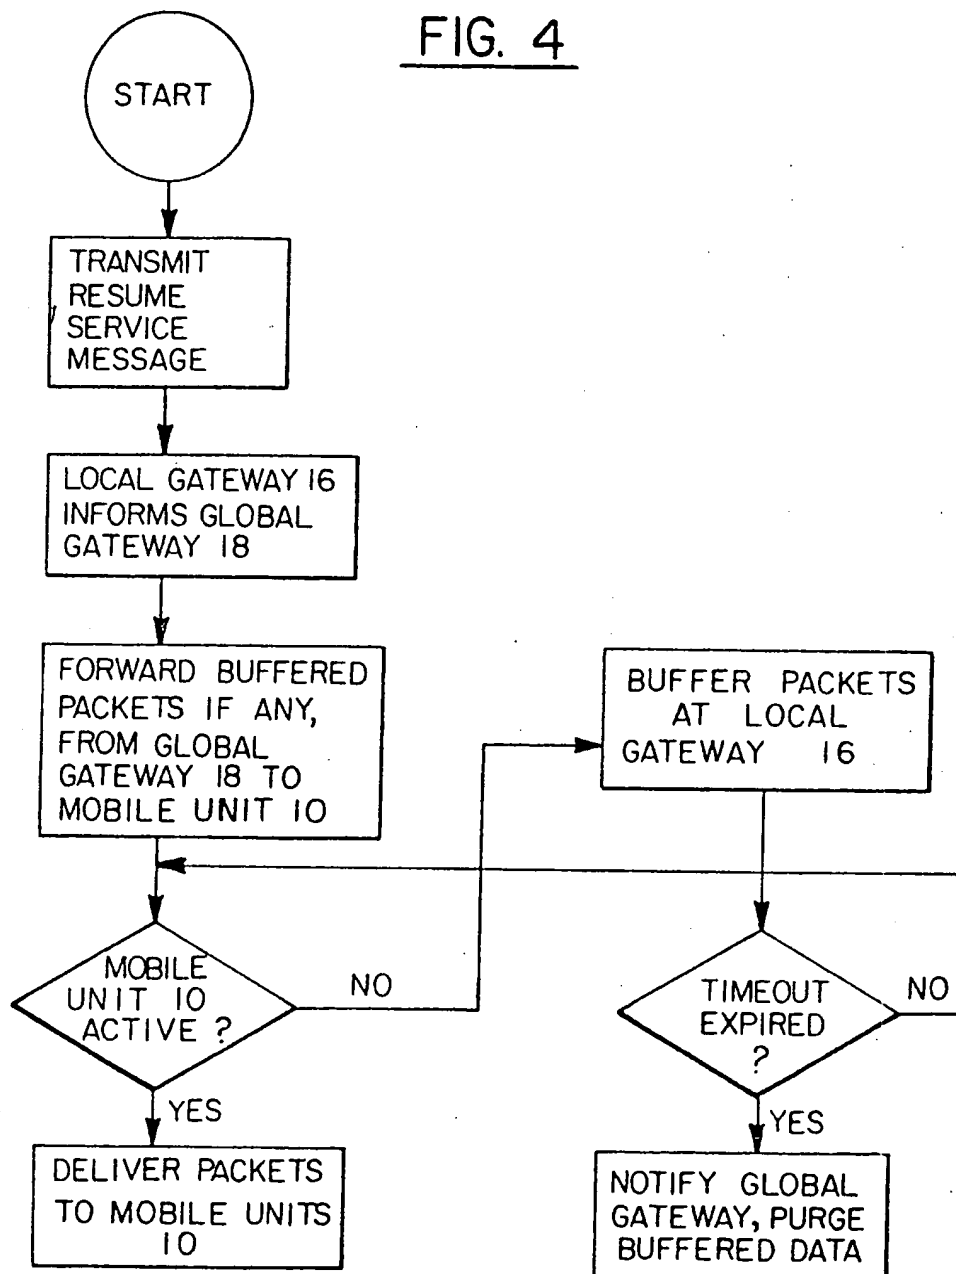 FIG. 4
START
TRANSMIT
RESUME
SERVICE
MESSAGE
LOCAL GATEWAY 16
INFORMS GLOBAL
GATEWAY 18
FORWARD BUFFERED
PACKETS IF ANY,
FROM GLOBAL
GATEWAY 18 TO
MOBILE UNIT 10
BUFFER PACKETS
AT LOCAL
GATEWAY 16
MOBILE
UNIT 10
ACTIVE ?
NO
YES
TIMEOUT
EXPIRED
?
NO
YES
DELIVER PACKETS
TO MOBILE UNITS
10
NOTIFY GLOBAL
GATEWAY, PURGE
BUFFERED DATA